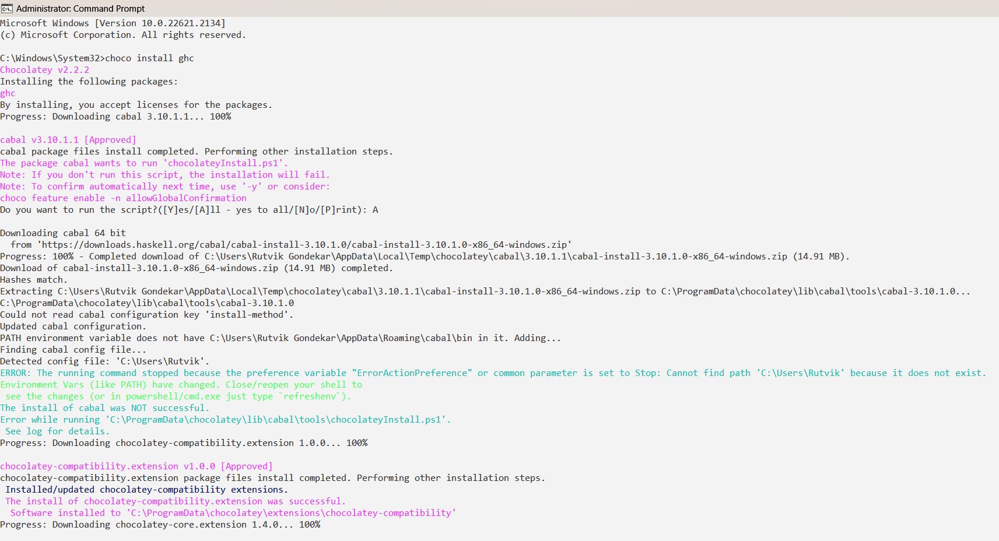 Administrator: Command Prompt
Microsoft Windows [Version 10.0.22621.2134]
(c) Microsoft Corporation. All rights reserved.

C:\Windows\System32>choco install ghc
Chocolatey v2.2.2
Installing the following packages:
ghc
By installing, you accept licenses for the packages.
Progress: Downloading cabal 3.10.1.1... 100%

cabal v3.10.1.1 [Approved]
cabal package files install completed. Performing other installation steps.
The package cabal wants to run 'chocolateyInstall.ps1'.
Note: If you don't run this script, the installation will fail.
Note: To confirm automatically next time, use '-y' or consider:
choco feature enable -n allowGlobalConfirmation
Do you want to run the script?([Y]es/[A]ll - yes to all/[N]o/[P]rint): A

Downloading cabal 64 bit
  from 'https://downloads.haskell.org/cabal/cabal-install-3.10.1.0/cabal-install-3.10.1.0-x86_64-windows.zip'
Progress: 100% - Completed download of C:\Users\Rutvik Gondekar\AppData\Local\Temp\chocolatey\cabal\3.10.1.1\cabal-install-3.10.1.0-x86_64-windows.zip (14.91 MB).
Download of cabal-install-3.10.1.0-x86_64-windows.zip (14.91 MB) completed.
Hashes match.
Extracting C:\Users\Rutvik Gondekar\AppData\Local\Temp\chocolatey\cabal\3.10.1.1\cabal-install-3.10.1.0-x86_64-windows.zip to C:\ProgramData\chocolatey\lib\cabal\tools\cabal-3.10.1.0...
C:\ProgramData\chocolatey\lib\cabal\tools\cabal-3.10.1.0
Could not read cabal configuration key 'install-method'.
Updated cabal configuration.
PATH environment variable does not have C:\Users\Rutvik Gondekar\AppData\Roaming\cabal\bin in it. Adding...
Finding cabal config file...
Detected config file: 'C:\Users\Rutvik'.
ERROR: The running command stopped because the preference variable "ErrorActionPreference" or common parameter is set to Stop: Cannot find path 'C:\Users\Rutvik' because it does not exist.
Environment Vars (like PATH) have changed. Close/reopen your shell to
 see the changes (or in powershell/cmd.exe just type `refreshenv`).
The install of cabal was NOT successful.
Error while running 'C:\ProgramData\chocolatey\lib\cabal\tools\chocolateyInstall.ps1'.
 See log for details.
Progress: Downloading chocolatey-compatibility.extension 1.0.0... 100%

chocolatey-compatibility.extension v1.0.0 [Approved]
chocolatey-compatibility.extension package files install completed. Performing other installation steps.
 Installed/updated chocolatey-compatibility extensions.
 The install of chocolatey-compatibility.extension was successful.
  Software installed to 'C:\ProgramData\chocolatey\extensions\chocolatey-compatibility'
Progress: Downloading chocolatey-core.extension 1.4.0... 100%